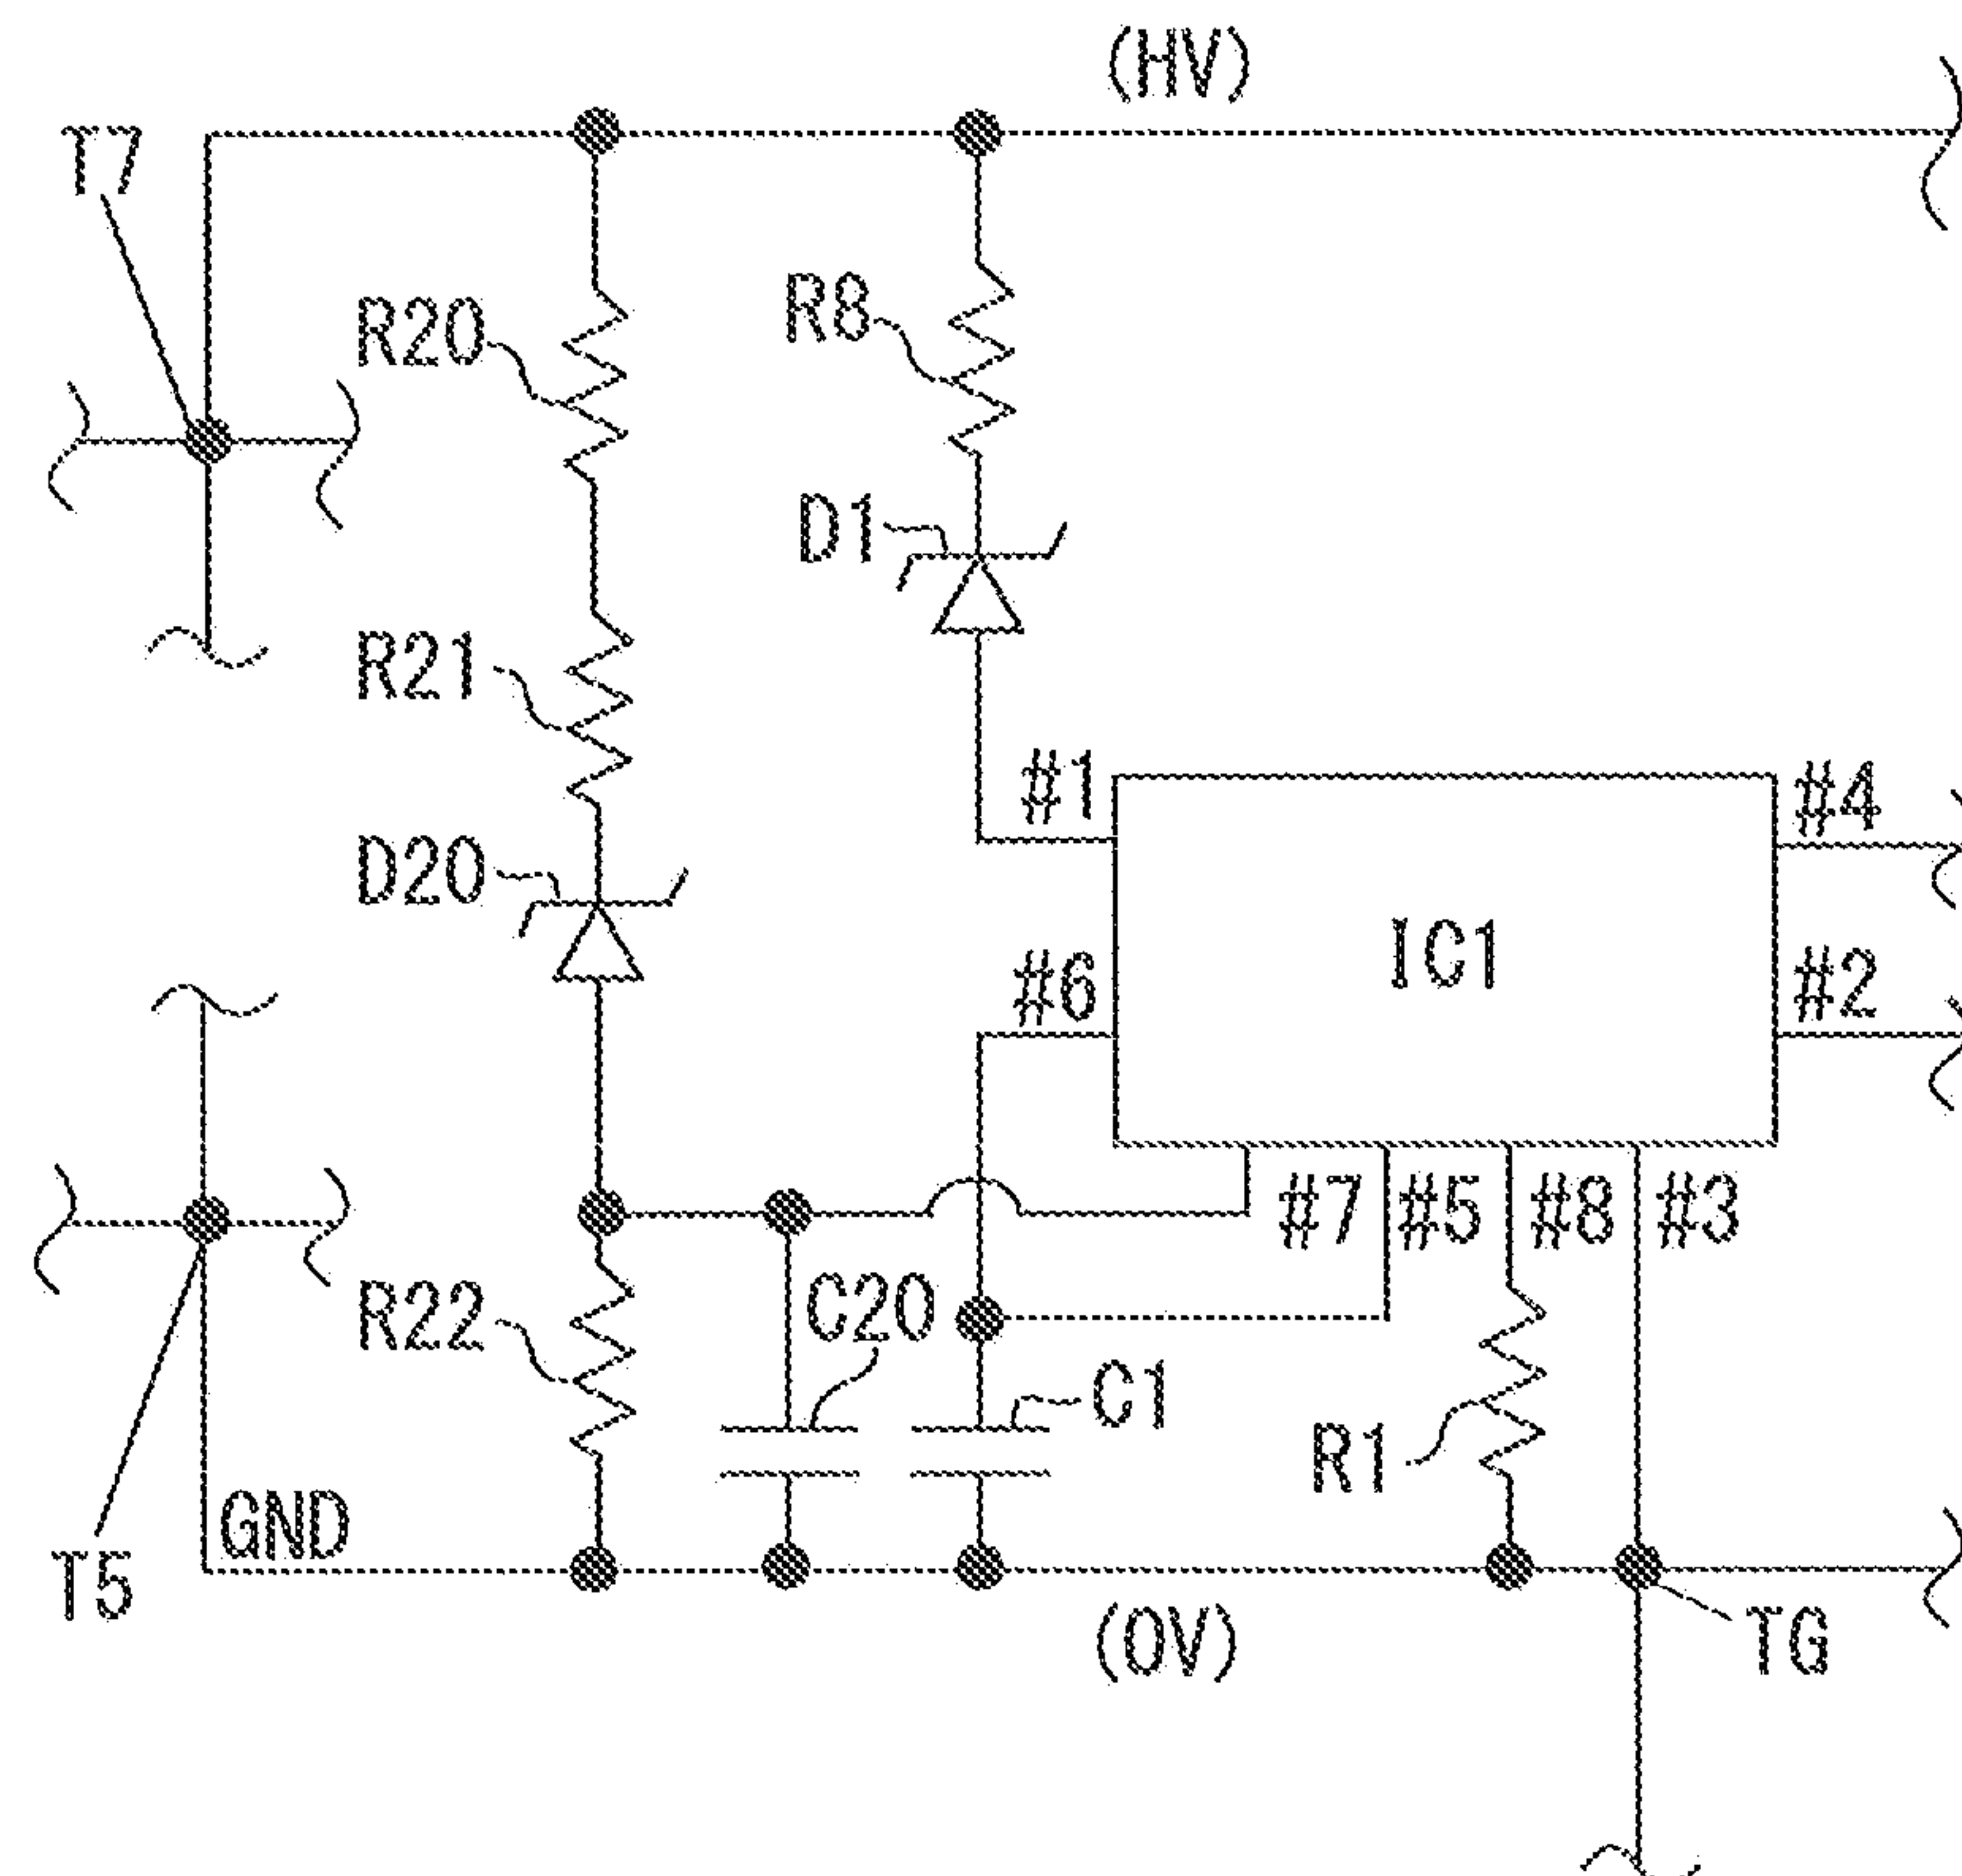 (HV)
T7
R20
R8
D1
R21
#1
#4
D20
IC1
#6
#2
#7
#5
#8
#3
R22
C20
C1
R1
GND
T5
(0V)
TG